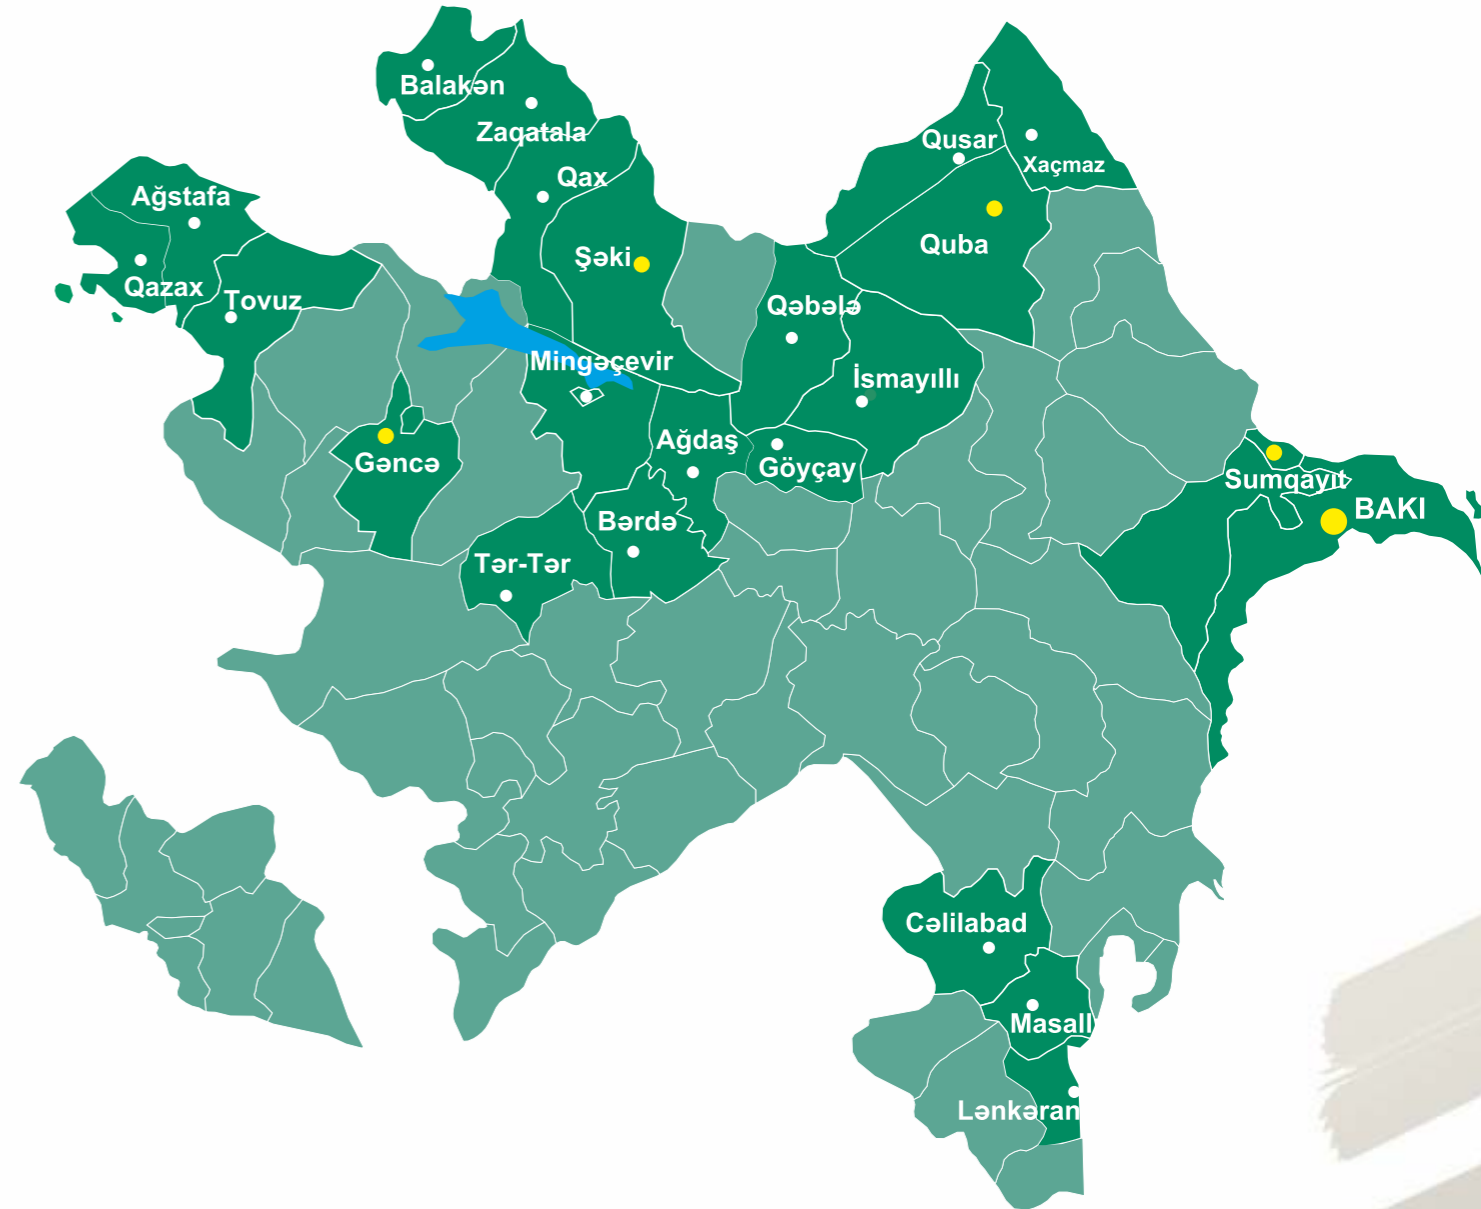 Balakən
Zaqatala
Qusar
Xaçmaz
Qax
Ağstafa
Quba
Şəki
Qazax
Tovuz
Qəbələ
Mingəçevir
İsmayıllı
Ağdaş
Gəncə
Göyçay
Sumqayıt
BAKI
Bərdə
Tər-Tər
Cəlilabad
Masall
Lənkəran